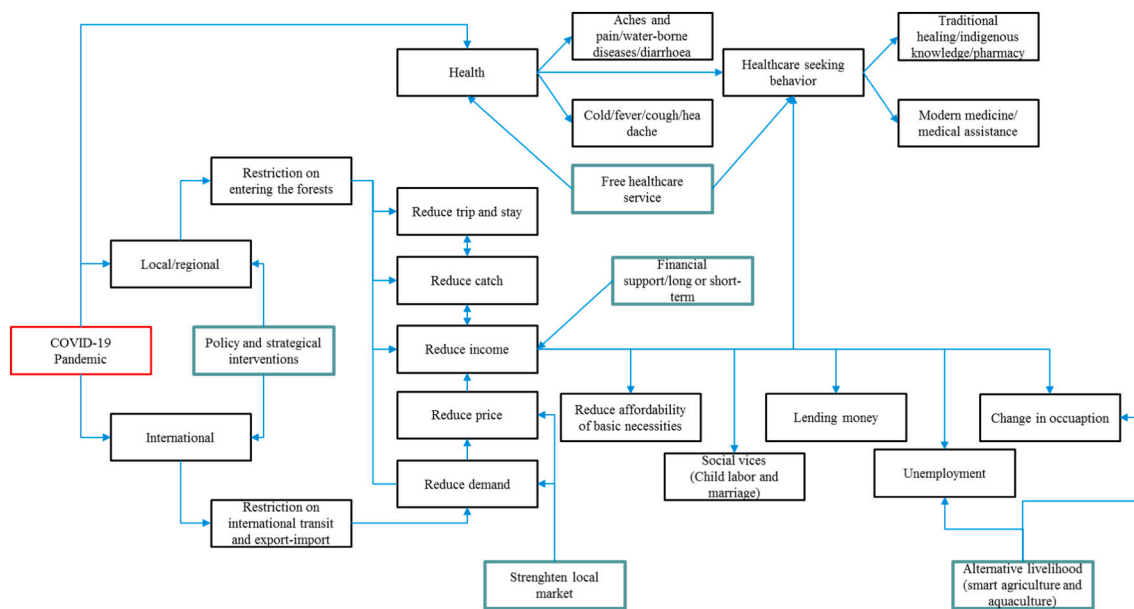 Aches and
pain/water-borne
diseases/diarrhoea
Traditional
healing/indigenous
knowledge/pharmacy
Health
Healthcare seeking
behavior
Cold/fever/cough/hea
dache
Modern medicine/
medical assistance
Restriction on
entering the forests
Free healthcare
service
Reduce trip and stay
Local/regional
Reduce catch
Financial
support/long or short-
term
COVID-19
Pandemic
Policy and strategical
interventions
Reduce income
Reduce price
Reduce affordability
of basic necessities
Lending money
Change in occuaption
International
Social vices
(Child labor and
marriage)
Unemployment
Reduce demand
Restriction on
international transit
and export-import
Strenghten local
market
Alternative livelihood
(smart agriculture and
aquaculture)